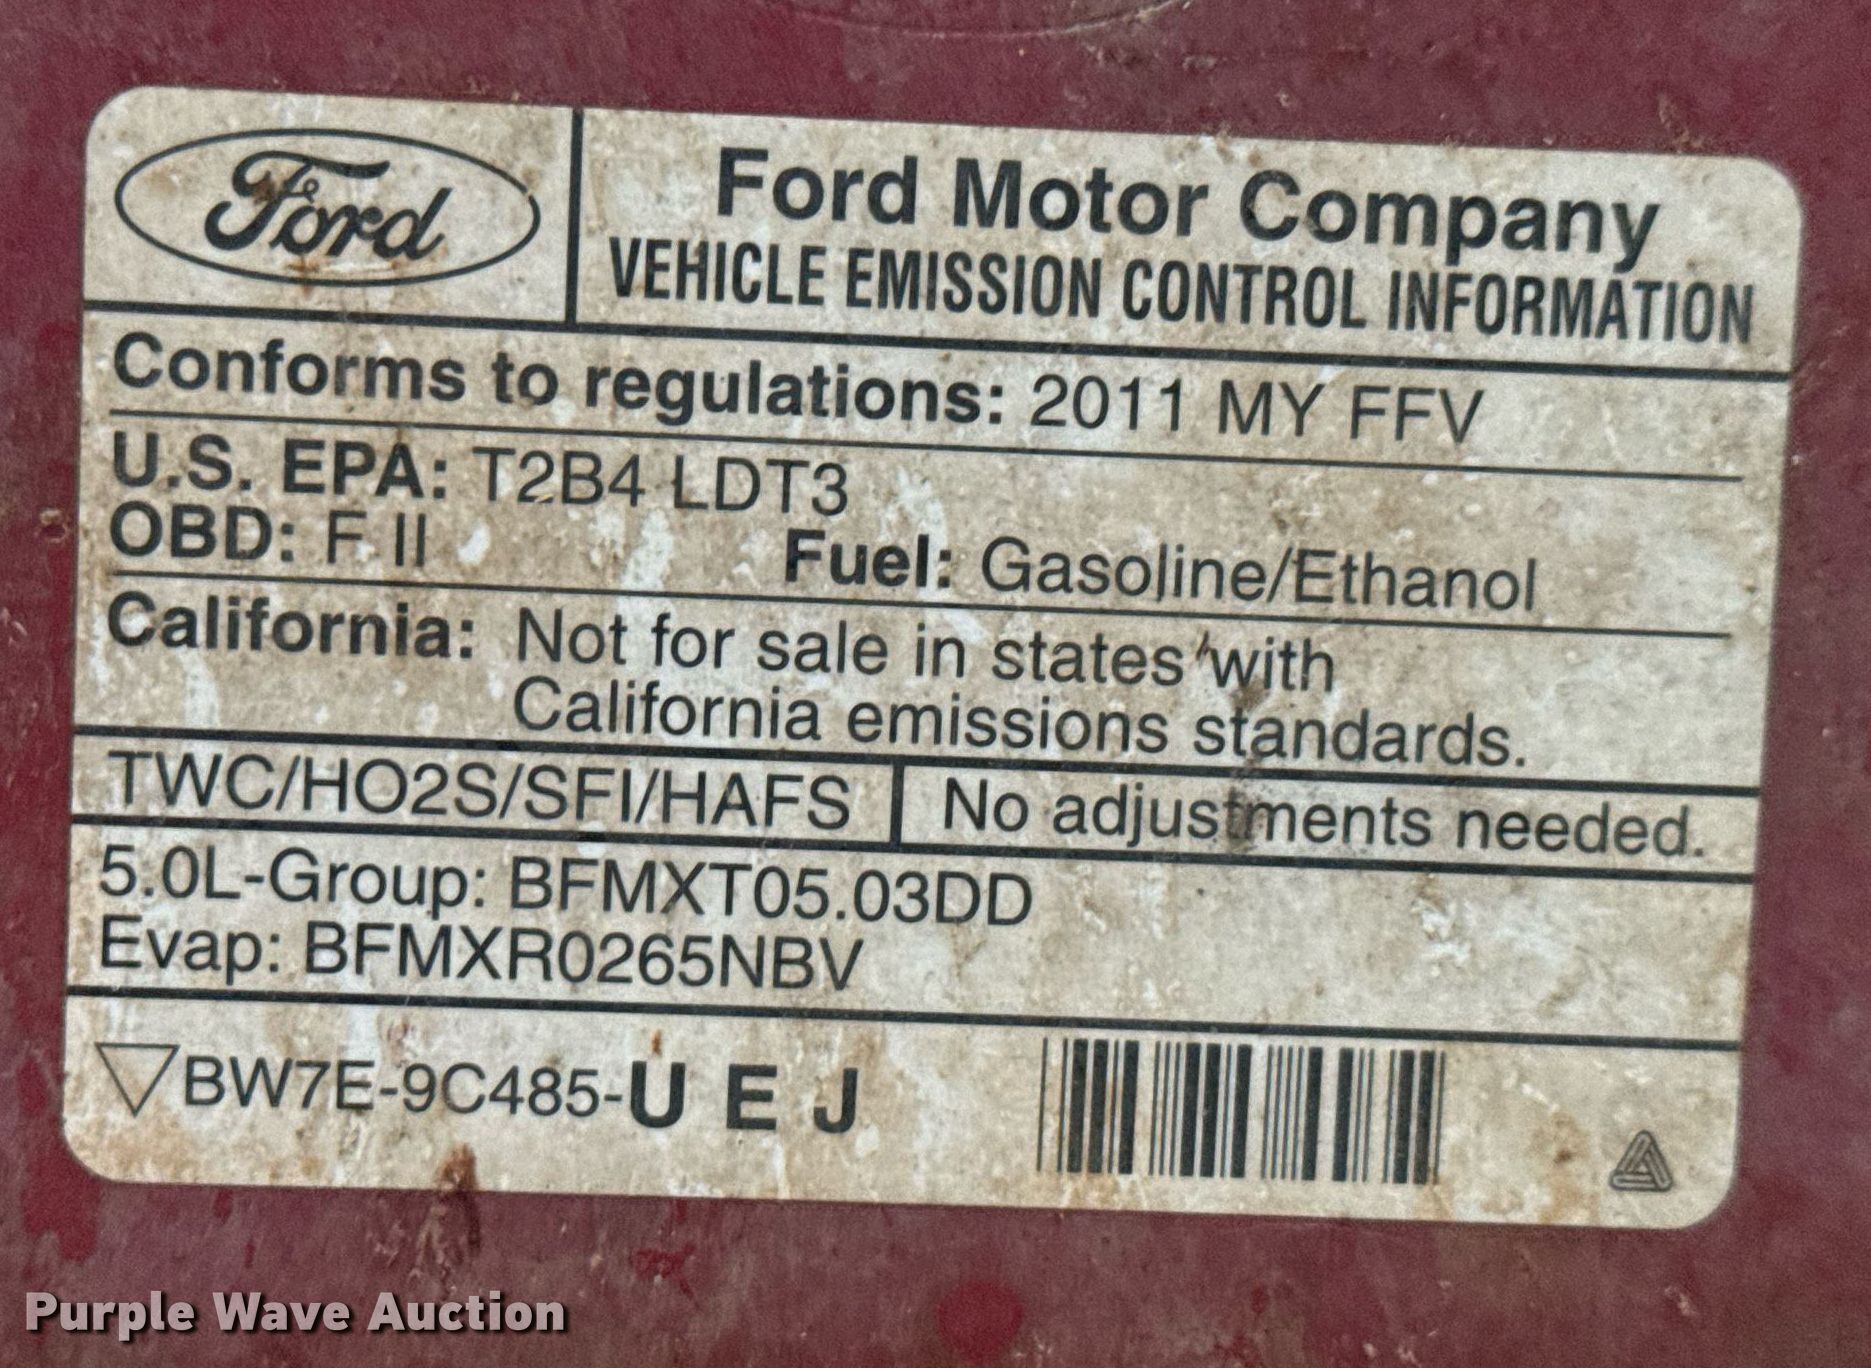 Ford
Ford Motor Company
VEHICLE EMISSION CONTROL INFORMATION
Conforms to regulations: 2011 MY FFV
U.S. EPA: T2B4 LDT3
OBD: F II Fuel: Gasoline/Ethanol
California: Not for sale in states with
California emissions standards.
TWC/HO2S/SFI/HAFS No adjustments needed.
5.0L-Group: BFMXT05.03DD
Evap: BFMXR0265NBV
BW7E-9C485-U E J
Purple Wave Auction